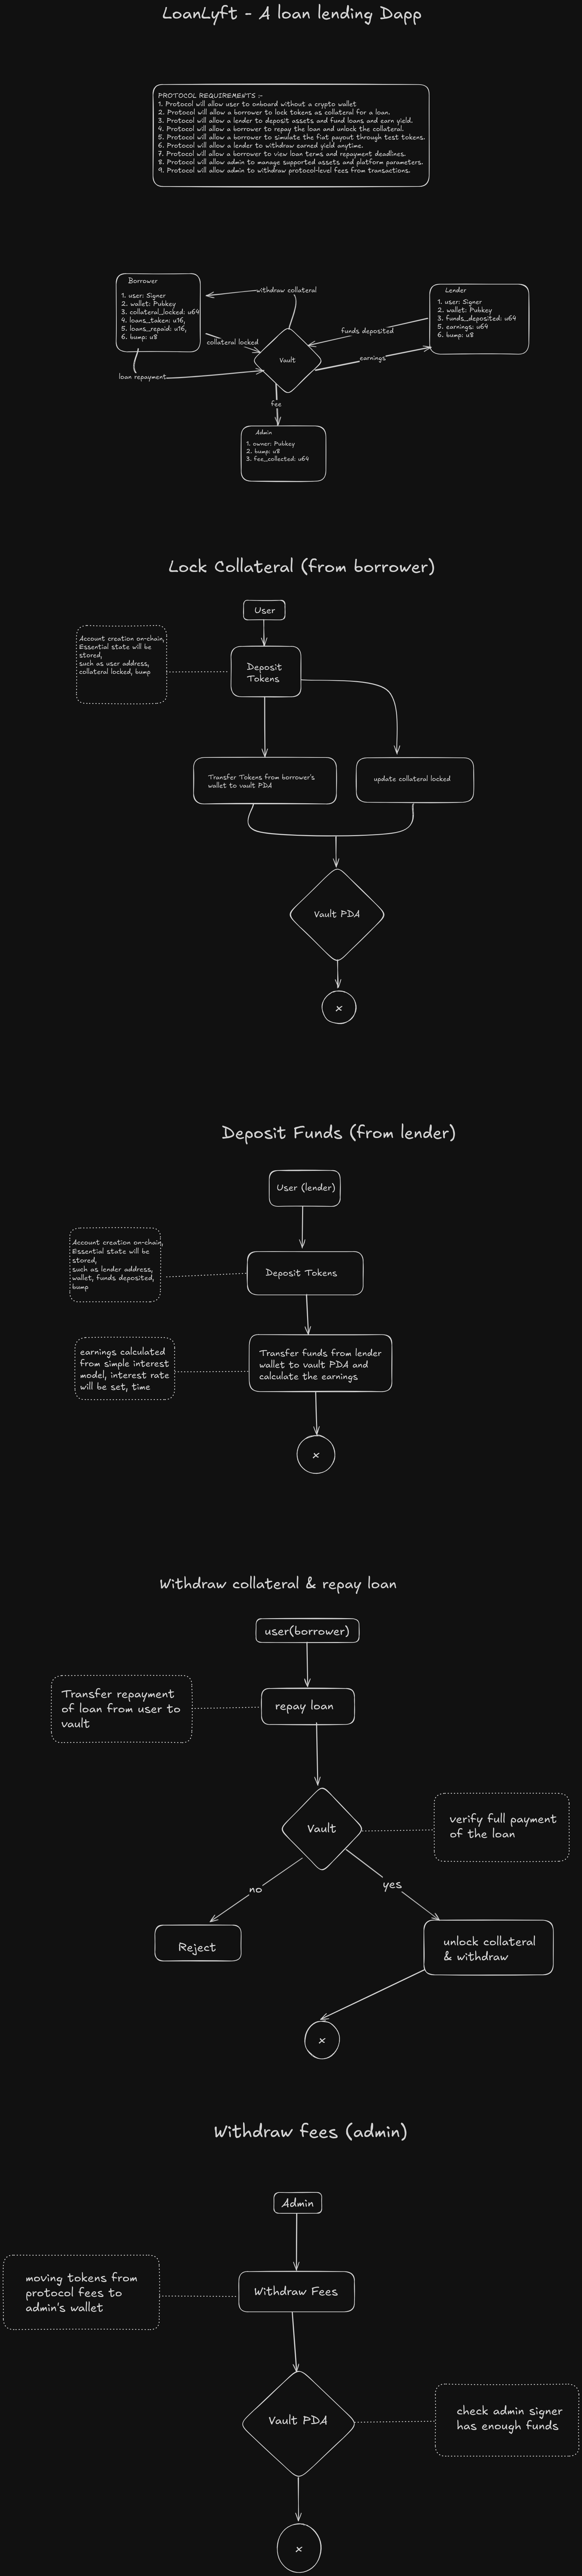 LoanLyft - A loan lending Dapp
PROTOCOL REQUIREMENTS :-
1. Protocol will allow user to onboard without a crypto wallet
2. Protocol will allow a borrower to lock tokens as collateral for a loan.
3. Protocol will allow a lender to deposit assets and fund loans and earn yield.
4. Protocol will allow a borrower to repay the loan and unlock the collateral.
5. Protocol will allow a borrower to simulate the fiat payout through test tokens.
6. Protocol will allow a lender to withdraw earned yield anytime.
7. Protocol will allow a borrower to view loan terms and repayment deadlines.
8. Protocol will allow admin to manage supported assets and platform parameters.
9. Protocol will allow admin to withdraw protocol-level fees from transactions.
Borrower
1. user: Signer
2. wallet: Pubkey
3. collateral_locked: u64
4. loans_taken: u16,
5. loans_repaid: u16,
6. bump: u8
withdraw collateral
collateral locked
loan repayment
Vault
funds deposited
earnings
fee
Lender
1. user: Signer
2. wallet: Pubkey
3. funds_deposited: u64
5. earnings: u64
6. bump: u8
Admin
1. owner: Pubkey
2. bump: u8
3. fee_collected: u64
Lock Collateral (from borrower)
User
Account creation on-chain,
Essential state will be
stored,
such as user address,
collateral locked, bump
Deposit
Tokens
Transfer Tokens from borrower's
wallet to vault PDA
update collateral locked
Vault PDA
x
Deposit Funds (from lender)
User (lender)
Account creation on-chain,
Essential state will be
stored,
such as lender address,
wallet, funds deposited,
bump
Deposit Tokens
earnings calculated
from simple interest
model, interest rate
will be set, time
Transfer funds from lender
wallet to vault PDA and
calculate the earnings
x
Withdraw collateral & repay loan
user(borrower)
Transfer repayment
of loan from user to
vault
repay loan
Vault
verify full payment
of the loan
no
yes
Reject
unlock collateral
& withdraw
x
Withdraw fees (admin)
Admin
moving tokens from
protocol fees to
admin's wallet
Withdraw Fees
Vault PDA
check admin signer
has enough funds
x